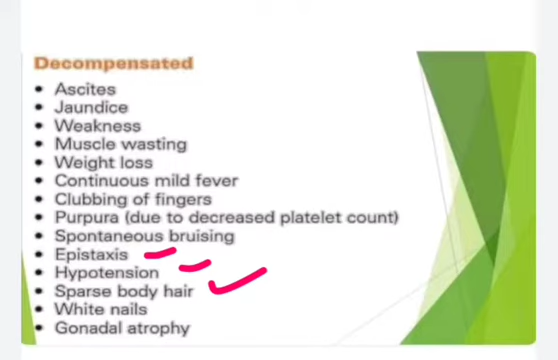 Decompensated
• Ascites
• Jaundice
• Weakness
• Muscle wasting
• Weight loss
• Continuous mild fever
• Clubbing of fingers
• Purpura (due to decreased platelet count)
• Spontaneous bruising
• Epistaxis
• Hypotension
• Sparse body hair
• White nails
• Gonadal atrophy